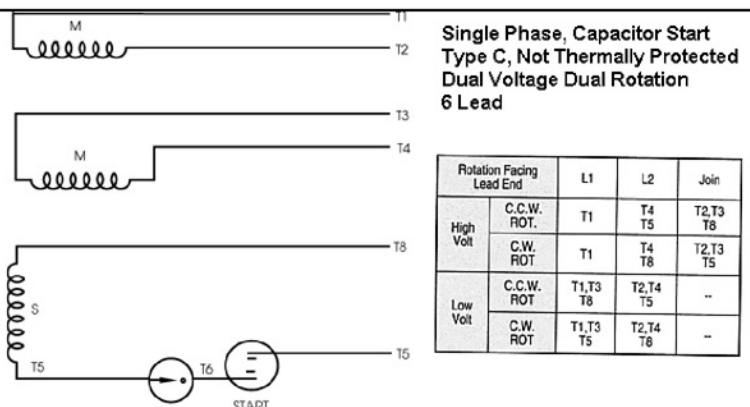 M
T1
T2
M
T3
T4
T8
S
T5
T6
T5
START
Single Phase, Capacitor Start
Type C, Not Thermally Protected
Dual Voltage Dual Rotation
6 Lead
Rotation Facing
Lead End
L1
L2
Join
High
Volt
C.C.W.
ROT.
T1
T4
T5
T2,T3
T8
C.W.
ROT
T1
T4
T8
T2,T3
T5
Low
Volt
C.C.W.
ROT
T1,T3
T8
T2,T4
T5
--
C.W.
ROT
T1,T3
T5
T2,T4
T8
--